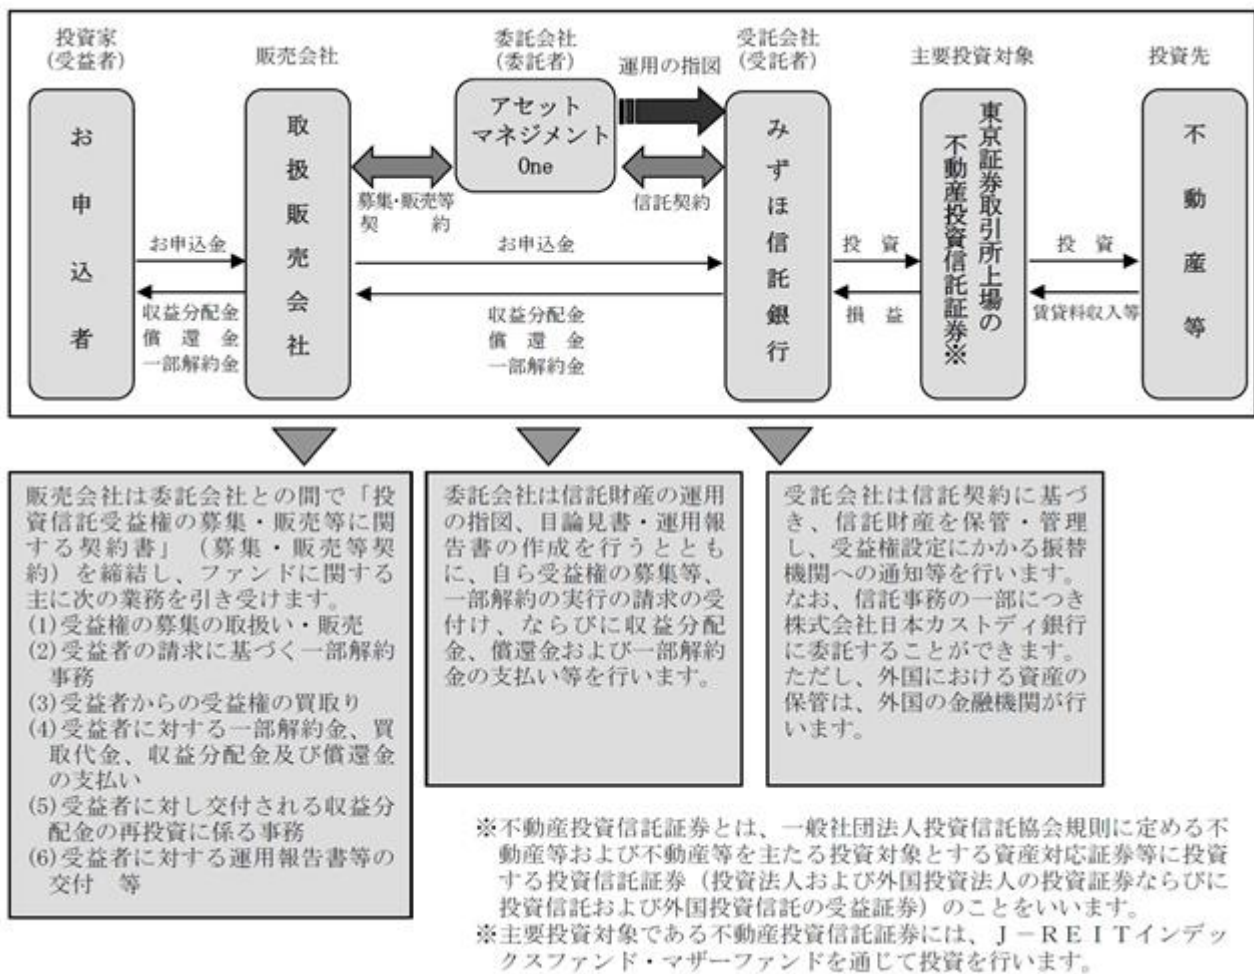 投資家
(受益者)
販売会社
委託会社
(委託者)
運用の指図
受託会社
(受託者)
主要投資対象
投資先
お申込者
取扱販売会社
アセット
マネジメント
One
みずほ信託銀行
東京証券取引所上場の
不動産投資信託証券※
不動産等
募集・販売等
契　　約
信託契約
お申込金
収益分配金
償　還　金
一部解約金
お申込金
収益分配金
償　還　金
一部解約金
投　資
損　益
投　資
賃貸料収入等
販売会社は委託会社との間で「投
資信託受益権の募集・販売等に関
する契約書」（募集・販売等契
約）を締結し、ファンドに関する
主に次の業務を引き受けます。
(1)受益権の募集の取扱い・販売
(2)受益者の請求に基づく一部解約
事務
(3)受益者からの受益権の買取り
(4)受益者に対する一部解約金、買
取代金、収益分配金及び償還金
の支払い
(5)受益者に対し交付される収益分
配金の再投資に係る事務
(6)受益者に対する運用報告書等の
交付　等
委託会社は信託財産の運用
の指図、目論見書・運用報
告書の作成を行うととも
に、自ら受益権の募集等、
一部解約の実行の請求の受
付け、ならびに収益分配
金、償還金および一部解約
金の支払い等を行います。
受託会社は信託契約に基づ
き、信託財産を保管・管理
し、受益権設定にかかる振替
機関への通知等を行います。
なお、信託事務の一部につき
株式会社日本カストディ銀行
に委託することができます。
ただし、外国における資産の
保管は、外国の金融機関が行
います。
※不動産投資信託証券とは、一般社団法人投資信託協会規則に定める不
動産等および不動産等を主たる投資対象とする資産対応証券等に投資
する投資信託証券（投資法人および外国投資法人の投資証券ならびに
投資信託および外国投資信託の受益証券）のことをいいます。
※主要投資対象である不動産投資信託証券には、Ｊ－ＲＥＩＴインデッ
クスファンド・マザーファンドを通じて投資を行います。